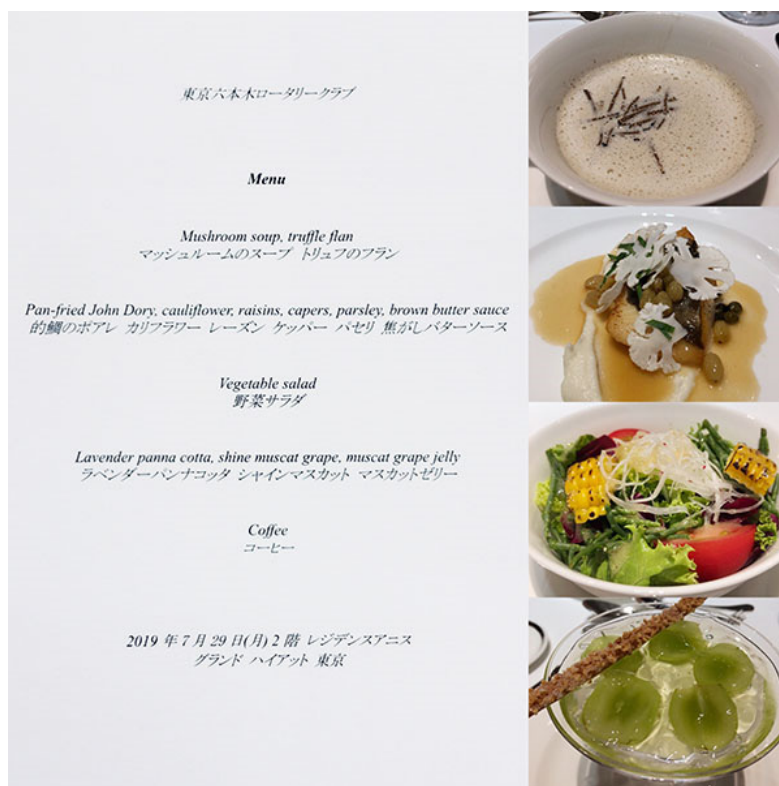 東京六本木ロータリークラブ
Menu
Mushroom soup, truffle flan
マッシュルームのスープ トリュフのフラン
Pan-fried John Dory, cauliflower, raisins, capers, parsley, brown butter sauce
的鯛のポアレ カリフラワー レーズン ケッパー パセリ 焦がしバターソース
Vegetable salad
野菜サラダ
Lavender panna cotta, shine muscat grape, muscat grape jelly
ラベンダーパンナコッタ シャインマスカット マスカットゼリー
Coffee
コーヒー
2019 年 7 月 29 日(月) 2 階 レジデンスアニス
グランド ハイアット 東京